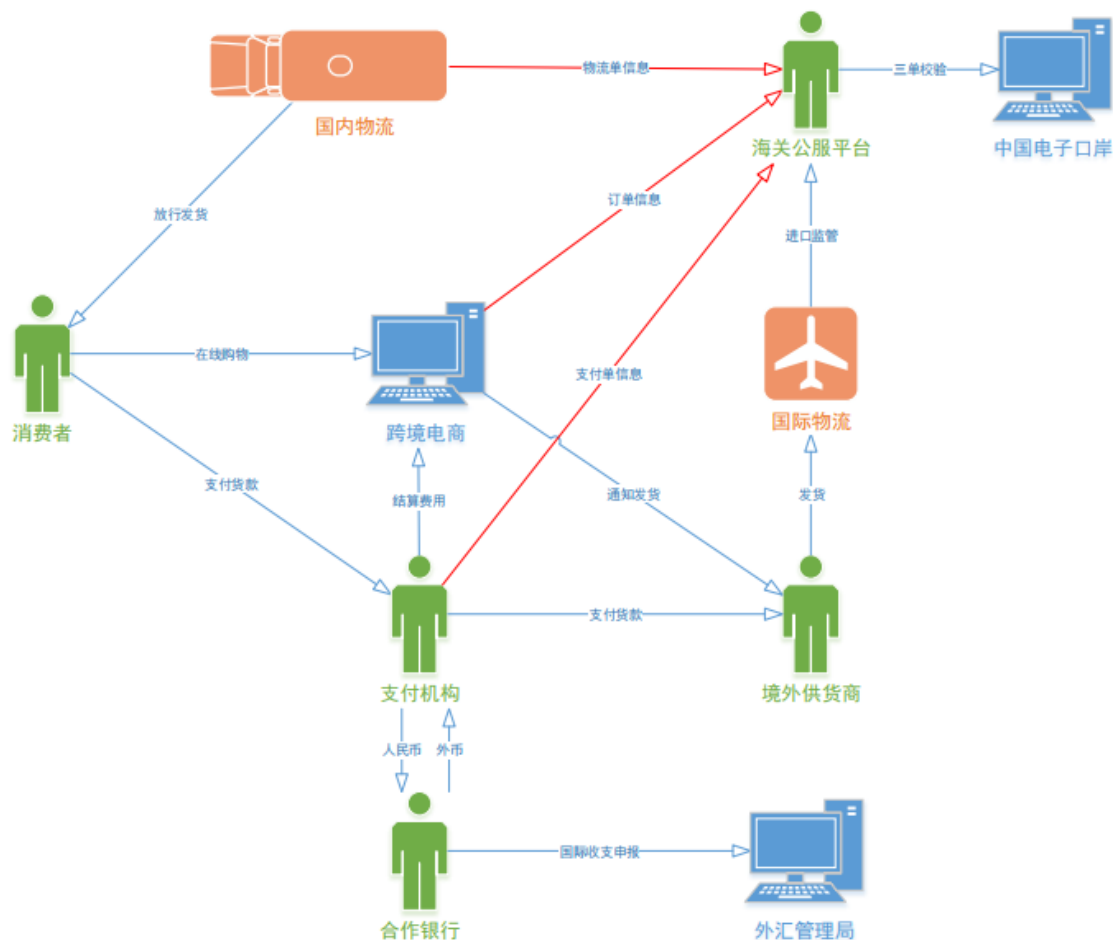 物流单信息
三单校验
国内物流
海关公服平台
中国电子口岸
订单信息
放行发货
进口监管
在线购物
支付单信息
消费者
跨境电商
国际物流
支付货款
结算费用
通知发货
发货
支付货款
支付机构
境外供货商
人民币
外币
国际收支申报
合作银行
外汇管理局